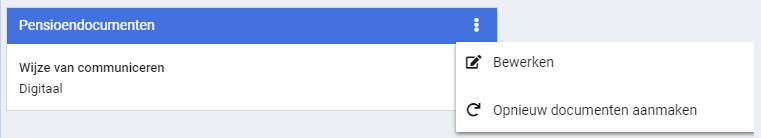 Pensioendocumenten
Wijze van communiceren
Digitaal
Bewerken
Opnieuw documenten aanmaken